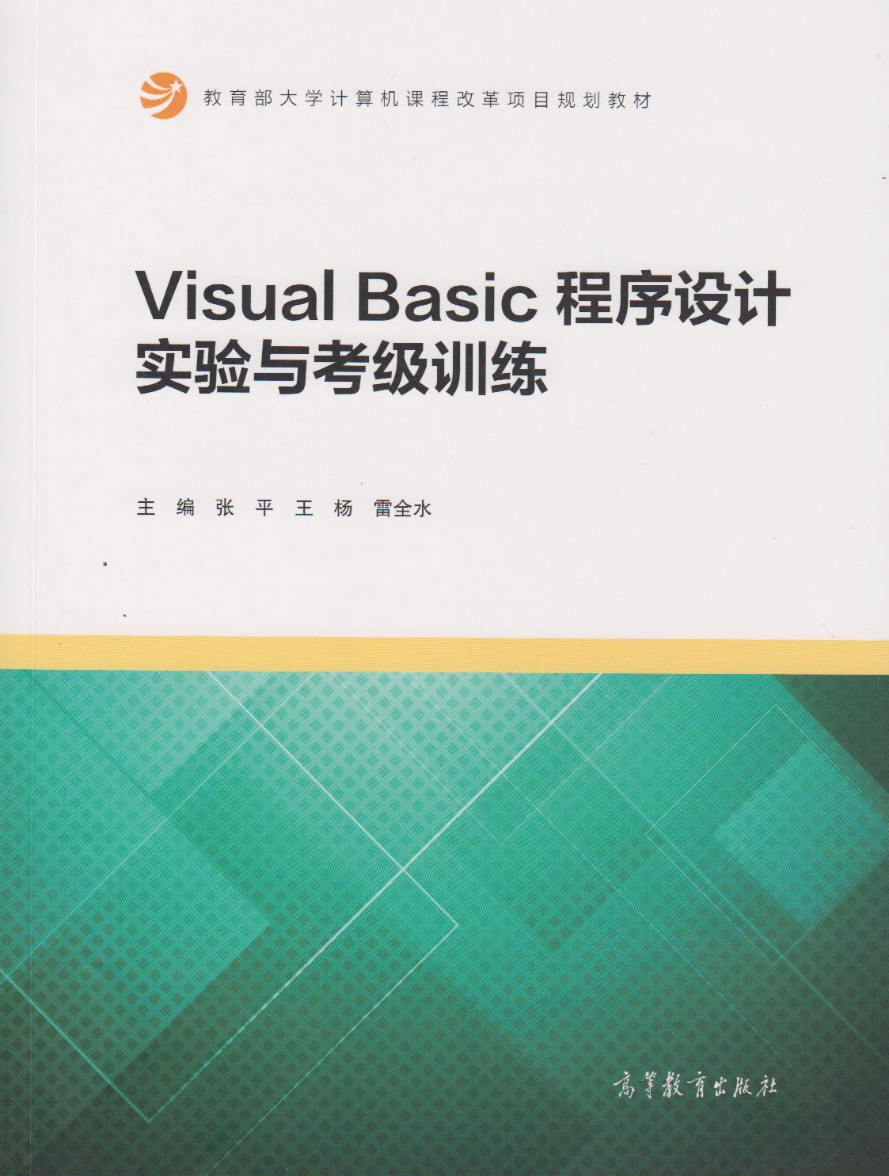 教育部大学计算机课程改革项目规划教材
Visual Basic 程序设计
实验与考级训练
主 编 张 平 王 杨 雷全水
高等教育出版社